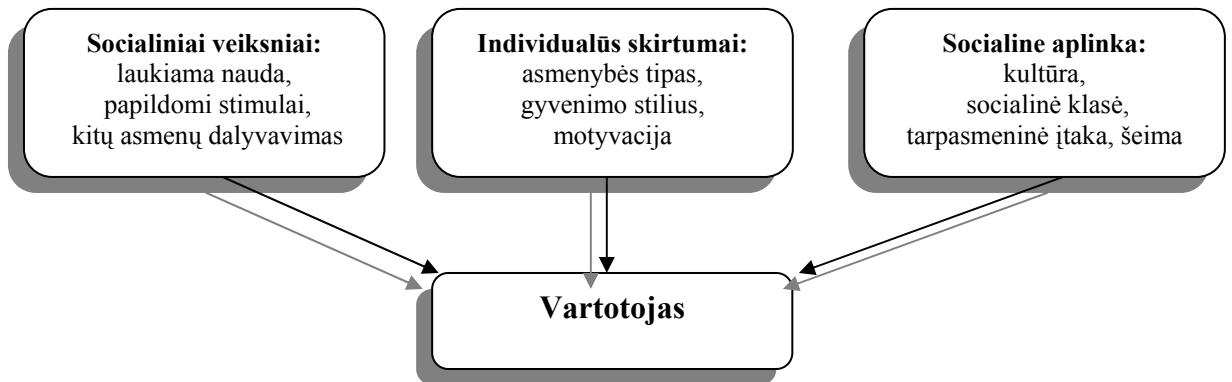 Socialiniai veiksniai:
laukiama nauda,
papildomi stimulai,
kitų asmenų dalyvavimas
Individualūs skirtumai:
asmenybės tipas,
gyvenimo stilius,
motyvacija
Socialine aplinka:
kultūra,
socialinė klasė,
tarpasmeninė įtaka, šeima
Vartotojas